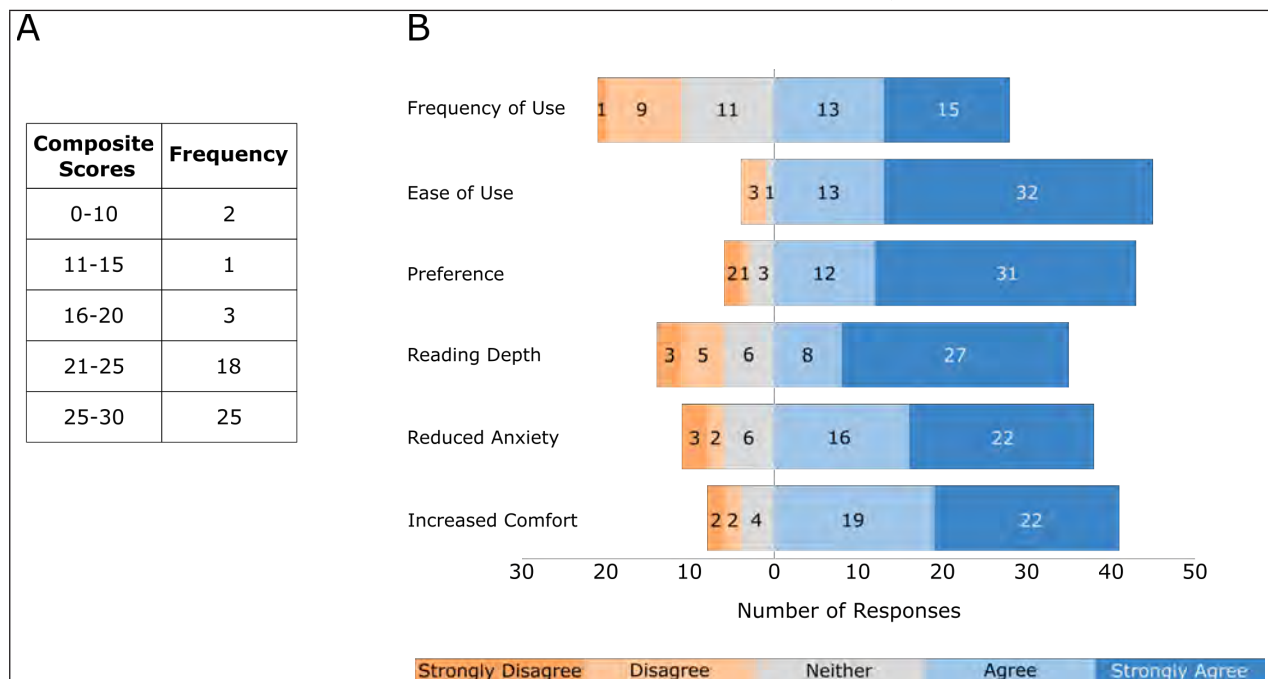 A
B
Composite Scores Frequency
0-10 2
11-15 1
16-20 3
21-25 18
25-30 25
Frequency of Use 1 9 11 13 15
Ease of Use 3 1 13 32
Preference 2 1 3 12 31
Reading Depth 3 5 6 8 27
Reduced Anxiety 3 2 6 16 22
Increased Comfort 2 2 4 19 22
30 20 10 0 10 20 30 40 50
Number of Responses
Strongly Disagree Disagree Neither Agree Strongly Agree